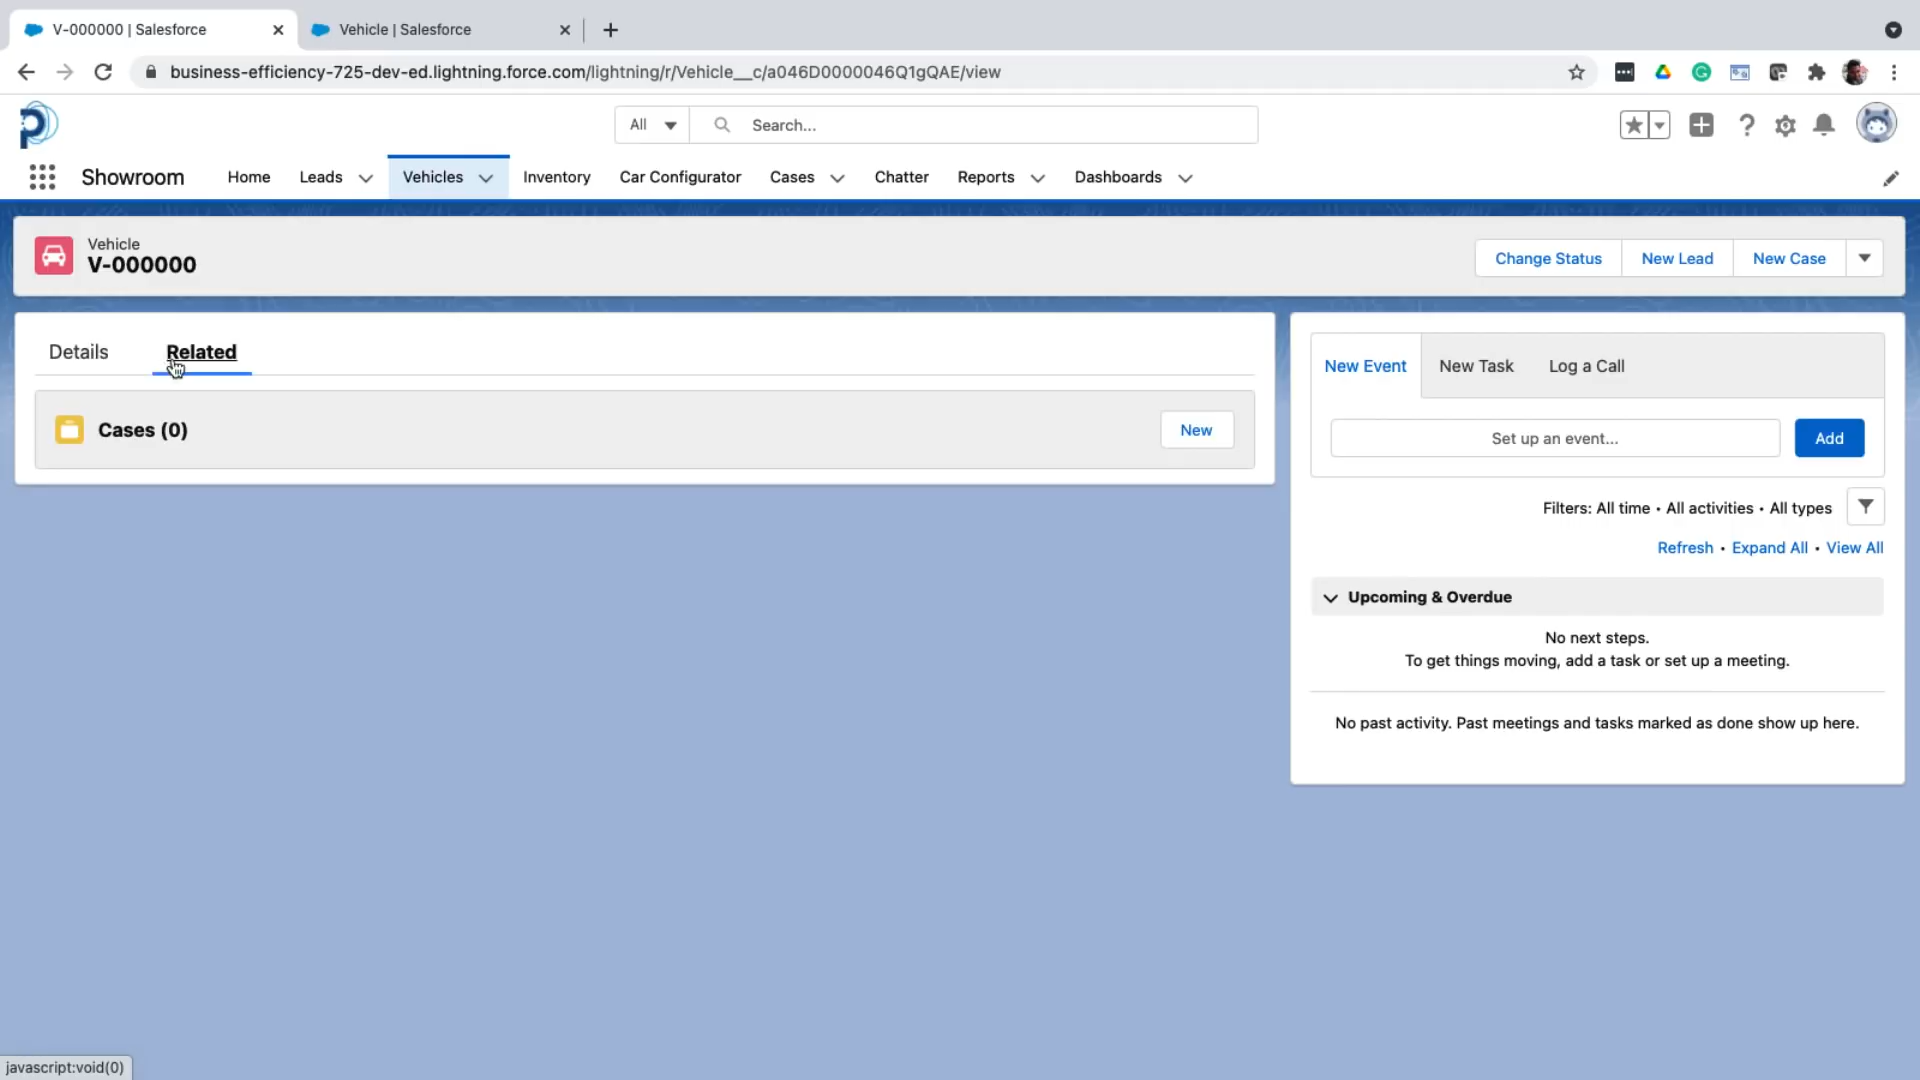 V-000000 | Salesforce
Vehicle | Salesforce
business-efficiency-725-dev-ed.lightning.force.com/lightning/r/Vehicle__c/a046D0000046Q1gQAE/view
All
Search...
Showroom
Home
Leads
Vehicles
Inventory
Car Configurator
Cases
Chatter
Reports
Dashboards
Vehicle
V-000000
Change Status
New Lead
New Case
Details
Related
Cases (0)
New
New Event
New Task
Log a Call
Set up an event...
Add
Filters: All time • All activities • All types
Refresh • Expand All • View All
Upcoming & Overdue
No next steps.
To get things moving, add a task or set up a meeting.
No past activity. Past meetings and tasks marked as done show up here.
javascript:void(0)